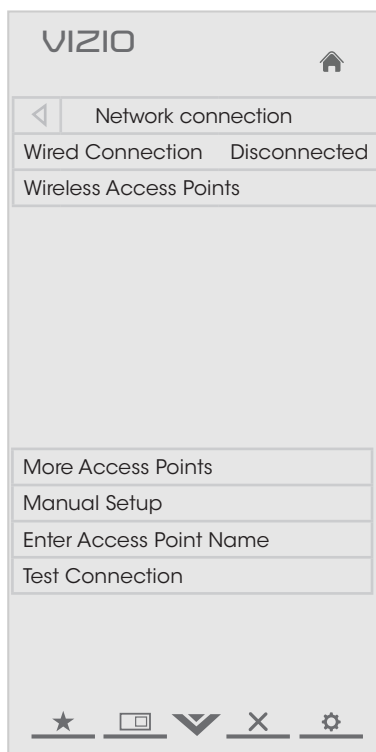 VIZIO
Network connection
Wired Connection Disconnected
Wireless Access Points
More Access Points
Manual Setup
Enter Access Point Name
Test Connection